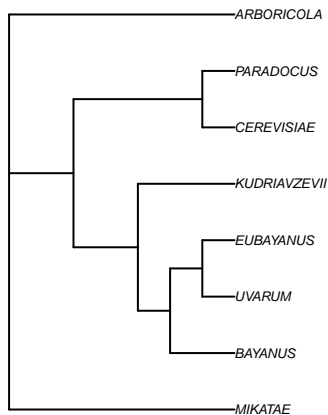 ARBORICOLA
PARADOCUS
CEREVISIAE
KUDRIAVZEVII
EUBAYANUS
UVARUM
BAYANUS
MIKATAE